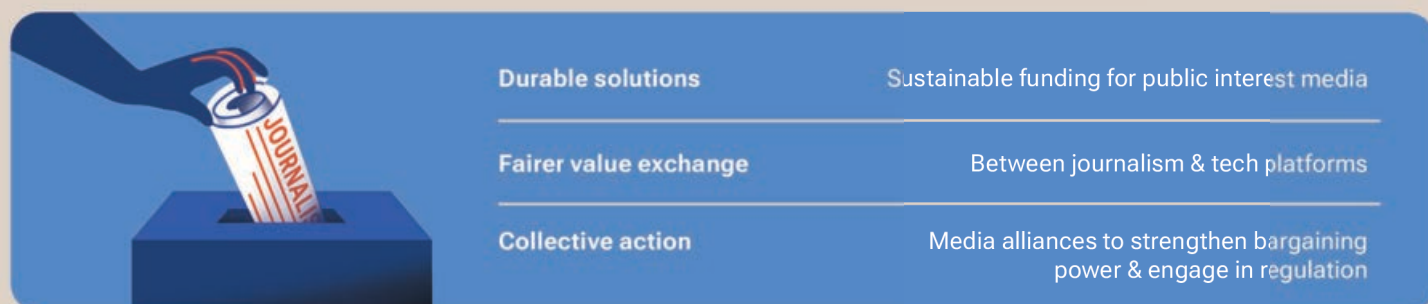 JOURNALIS
Durable solutions
Sustainable funding for public interest media
Fairer value exchange
Between journalism & tech platforms
Collective action
Media alliances to strengthen bargaining
power & engage in regulation